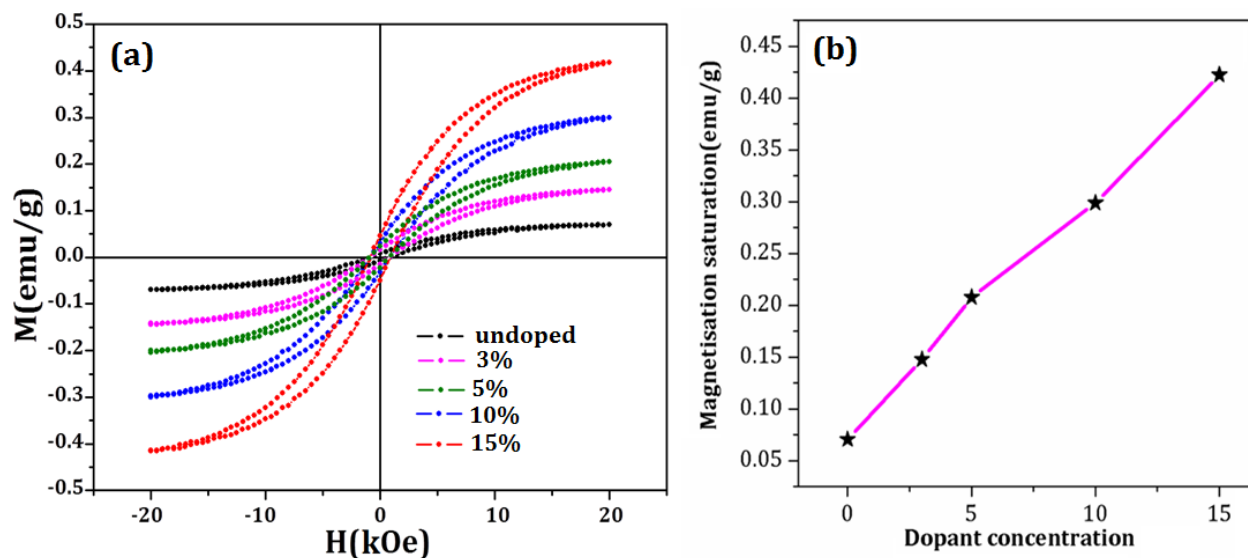 (a)
M(emu/g)
0.5
0.4
0.3
0.2
0.1
0.0
-0.1
-0.2
-0.3
-0.4
-0.5
undoped
3%
5%
10%
15%
-20 -10 0 10 20
H(kOe)
(b)
Magnetisation saturation(emu/g)
0.45
0.40
0.35
0.30
0.25
0.20
0.15
0.10
0.05
0 5 10 15
Dopant concentration